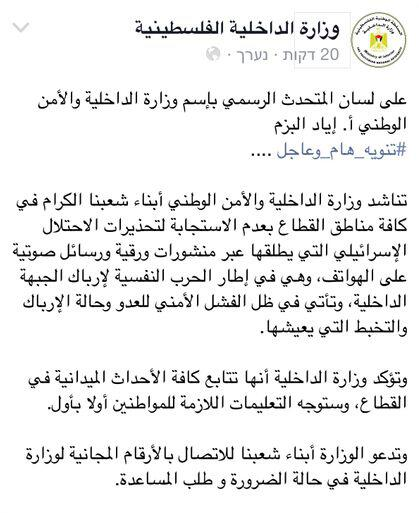 وزارة الداخلية الفلسطينية
20 דקות · נערך ·
على لسان المتحدث الرسمي بإسم وزارة الداخلية والأمن
الوطني أ. إياد البزم
#تنويه_هام_وعاجل ....
تناشد وزارة الداخلية والأمن الوطني أبناء شعبنا الكرام في
كافة مناطق القطاع بعدم الاستجابة لتحذيرات الاحتلال
الإسرائيلي التي يطلقها عبر منشورات ورقية ورسائل صوتية
على الهواتف، وهي في إطار الحرب النفسية لإرباك الجبهة
الداخلية، وتأتي في ظل الفشل الأمني للعدو وحالة الإرباك
والتخبط التي يعيشها.
وتؤكد وزارة الداخلية أنها تتابع كافة الأحداث الميدانية في
القطاع، وستوجه التعليمات اللازمة للمواطنين أولا بأول.
وتدعو الوزارة أبناء شعبنا للاتصال بالأرقام المجانية لوزارة
الداخلية في حالة الضرورة و طلب المساعدة.